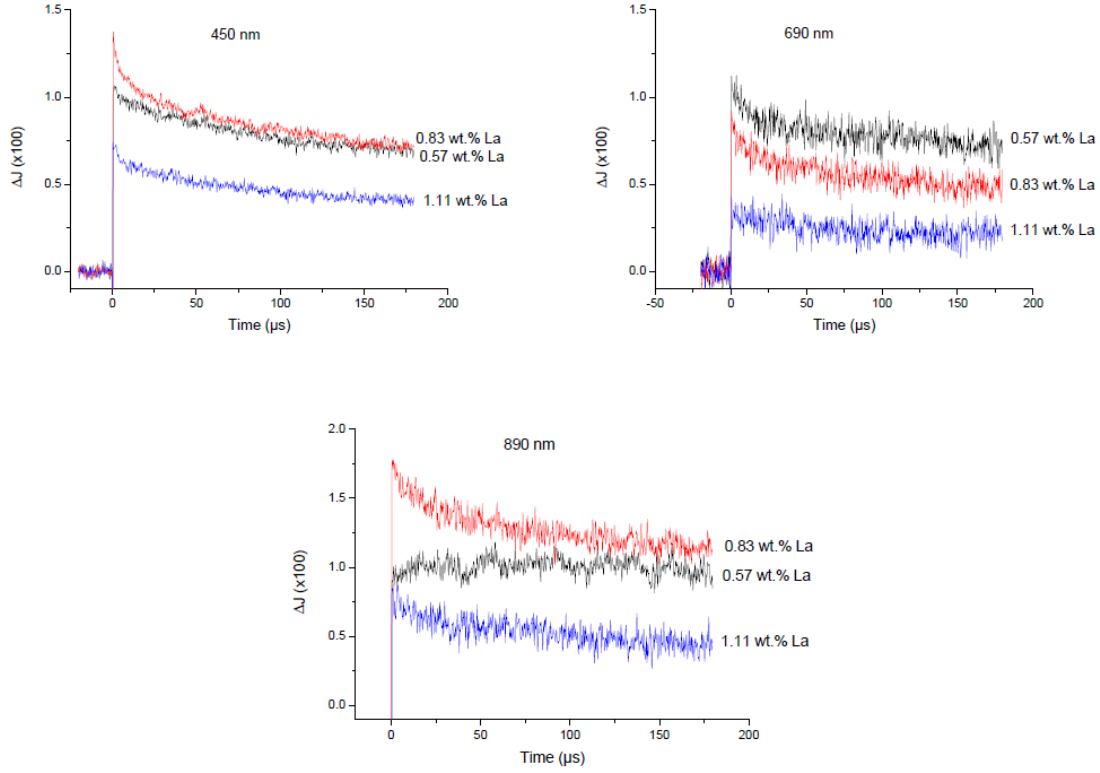 450 nm
ΔJ (x100)
1.5
1.0
0.5
0.0
0.83 wt.% La
0.57 wt.% La
1.11 wt.% La
0
50
100
150
200
Time (µs)
690 nm
ΔJ (x100)
1.5
1.0
0.5
0.0
0.57 wt.% La
0.83 wt.% La
1.11 wt.% La
-50
0
50
100
150
200
Time (µs)
890 nm
ΔJ (x100)
2.0
1.5
1.0
0.5
0.0
0.83 wt.% La
0.57 wt.% La
1.11 wt.% La
0
50
100
150
200
Time (µs)